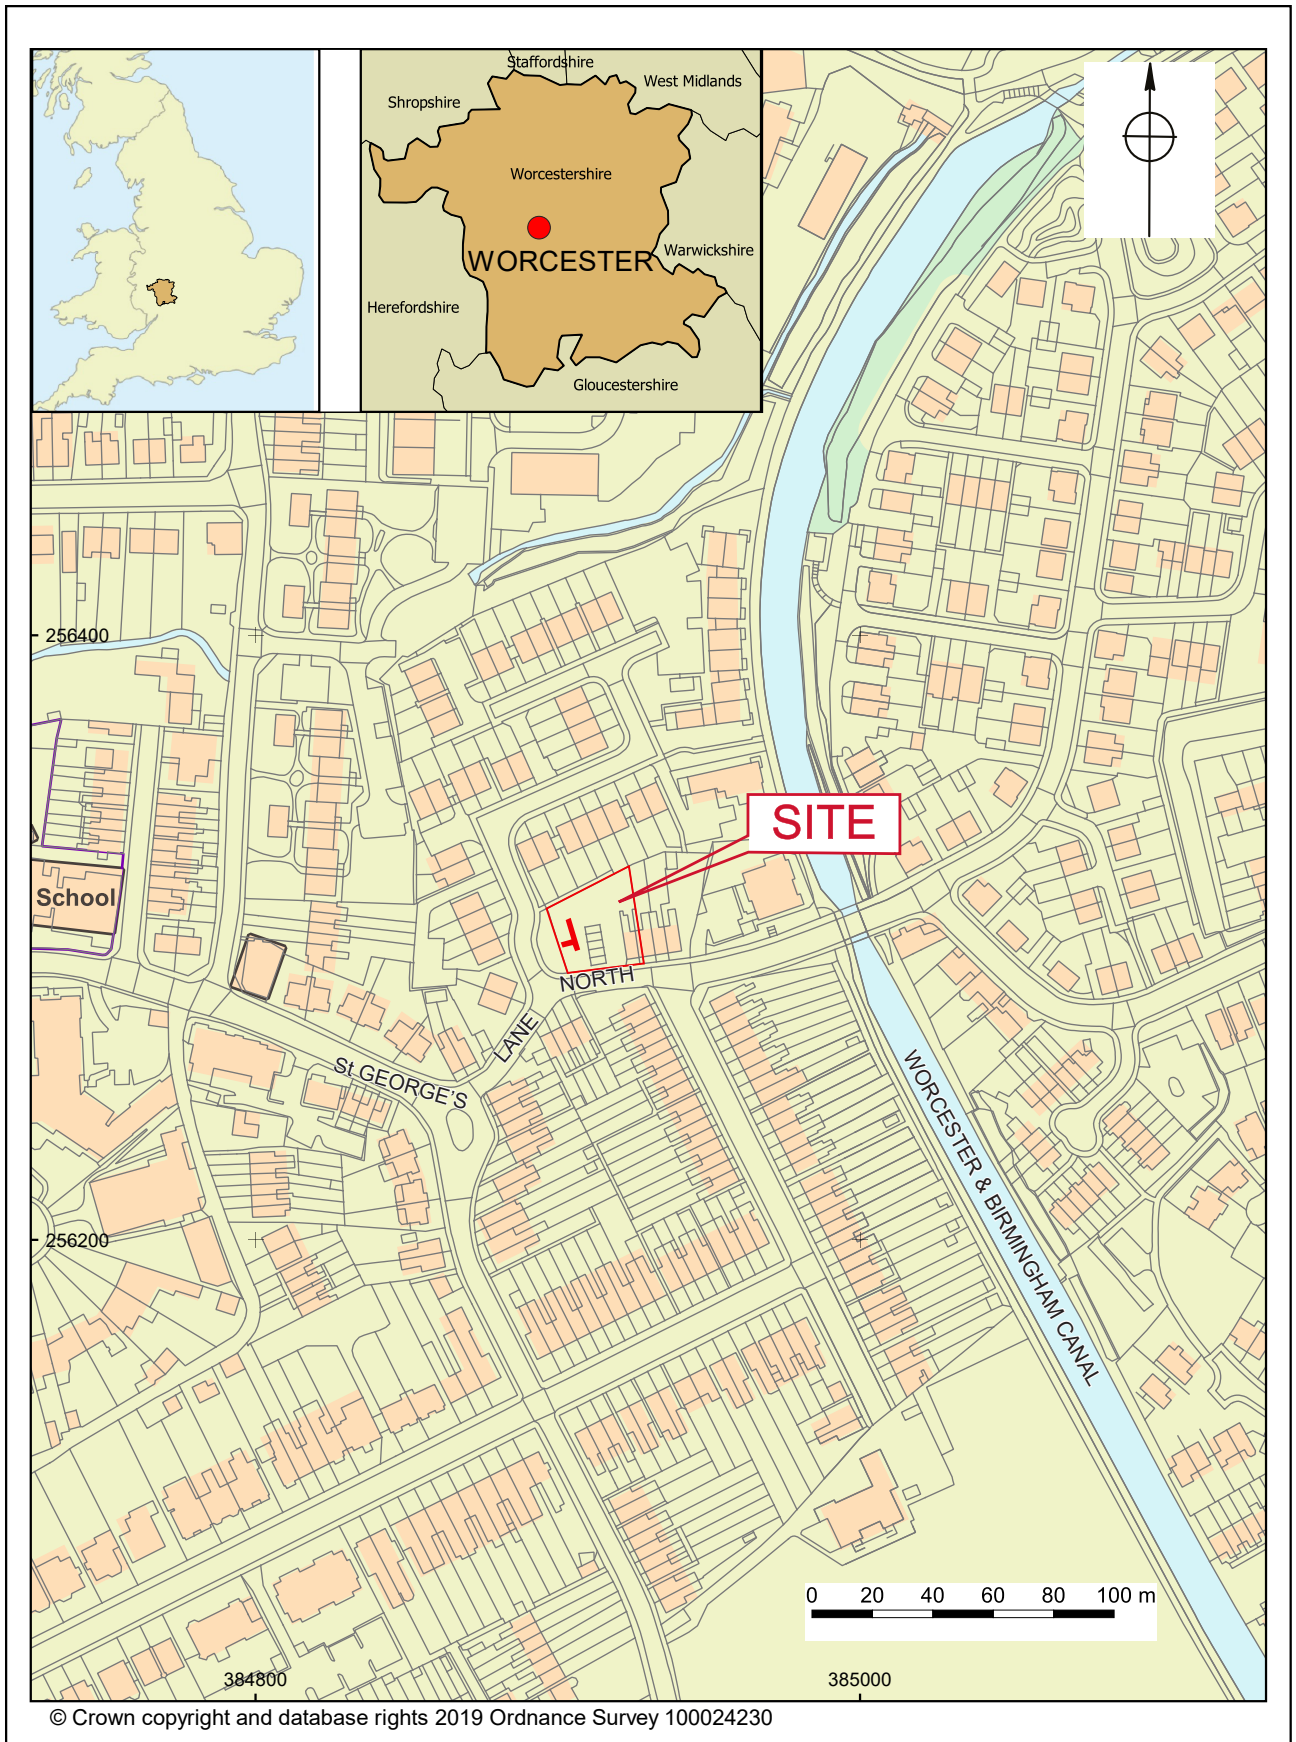 Staffordshire
West Midlands
Shropshire
Worcestershire
WORCESTER
Warwickshire
Herefordshire
Gloucestershire
256400
SITE
School
NORTH
LANE
St GEORGE'S
WORCESTER & BIRMINGHAM CANAL
256200
0 20 40 60 80 100 m
384800
385000
© Crown copyright and database rights 2019 Ordnance Survey 100024230